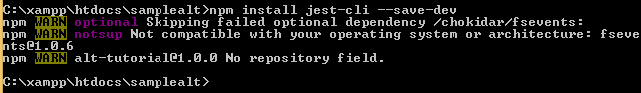 C:\xampp\htdocs\samplealt>npm install jest-cli --save-dev
npm WARN optional Skipping failed optional dependency /chokidar/fsevents:
npm WARN notsup Not compatible with your operating system or architecture: fseve
nts@1.0.6
npm WARN alt-tutorial@1.0.0 No repository field.
C:\xampp\htdocs\samplealt>